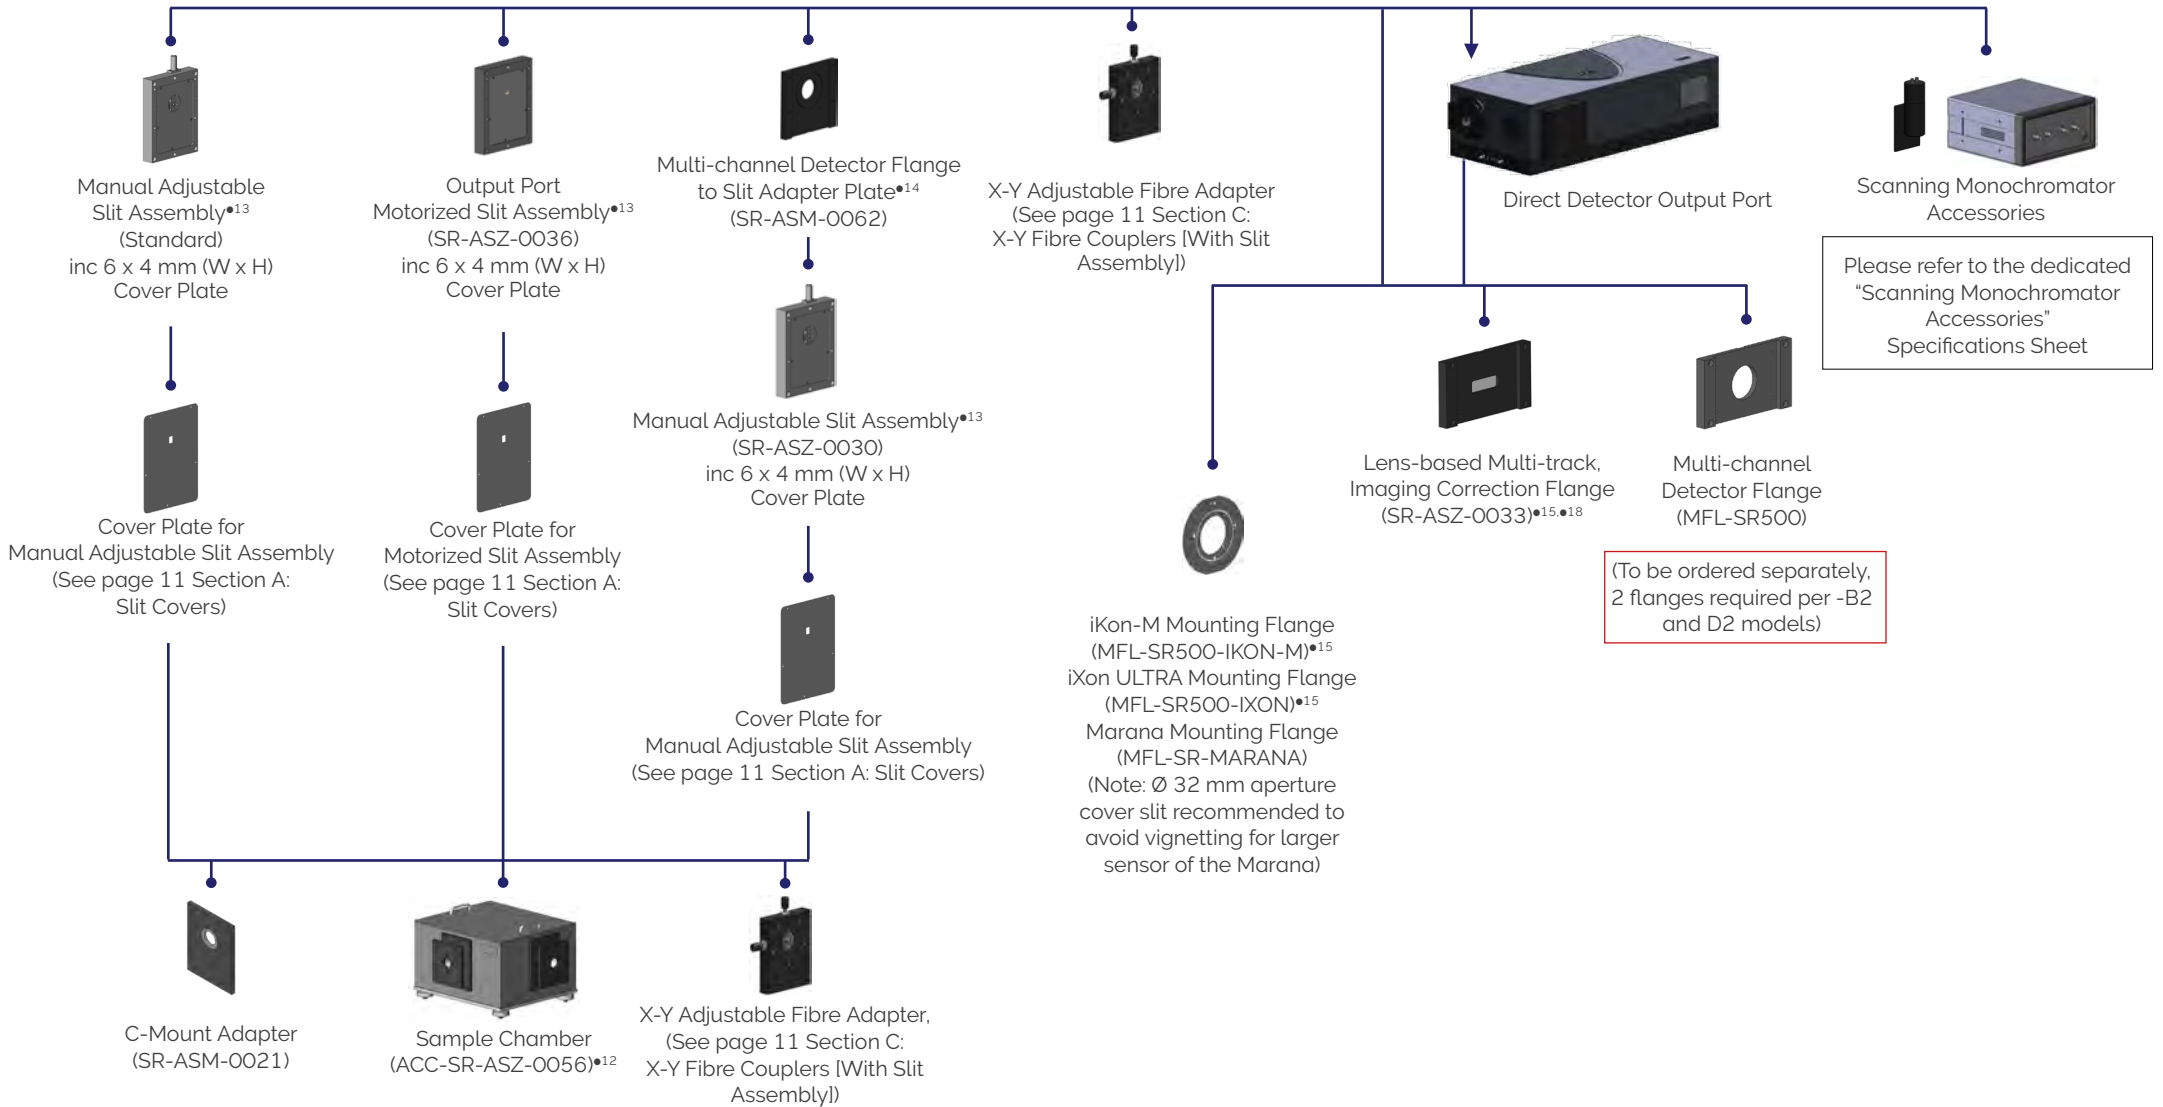 Manual Adjustable
Slit Assembly●13
(Standard)
inc 6 x 4 mm (W x H)
Cover Plate
Output Port
Motorized Slit Assembly●13
(SR-ASZ-0036)
inc 6 x 4 mm (W x H)
Cover Plate
Multi-channel Detector Flange
to Slit Adapter Plate●14
(SR-ASM-0062)
X-Y Adjustable Fibre Adapter
(See page 11 Section C:
X-Y Fibre Couplers [With Slit
Assembly])
Direct Detector Output Port
Scanning Monochromator
Accessories
Please refer to the dedicated
“Scanning Monochromator
Accessories”
Specifications Sheet
Manual Adjustable Slit Assembly●13
(SR-ASZ-0030)
inc 6 x 4 mm (W x H)
Cover Plate
Lens-based Multi-track,
Imaging Correction Flange
(SR-ASZ-0033)●15,●18
Multi-channel
Detector Flange
(MFL-SR500)
(To be ordered separately,
2 flanges required per -B2
and D2 models)
Cover Plate for
Manual Adjustable Slit Assembly
(See page 11 Section A:
Slit Covers)
Cover Plate for
Motorized Slit Assembly
(See page 11 Section A:
Slit Covers)
Cover Plate for
Manual Adjustable Slit Assembly
(See page 11 Section A: Slit Covers)
iKon-M Mounting Flange
(MFL-SR500-IKON-M)●15
iXon ULTRA Mounting Flange
(MFL-SR500-IXON)●15
Marana Mounting Flange
(MFL-SR-MARANA)
(Note: Ø 32 mm aperture
cover slit recommended to
avoid vignetting for larger
sensor of the Marana)
C-Mount Adapter
(SR-ASM-0021)
Sample Chamber
(ACC-SR-ASZ-0056)●12
X-Y Adjustable Fibre Adapter,
(See page 11 Section C:
X-Y Fibre Couplers [With Slit
Assembly])